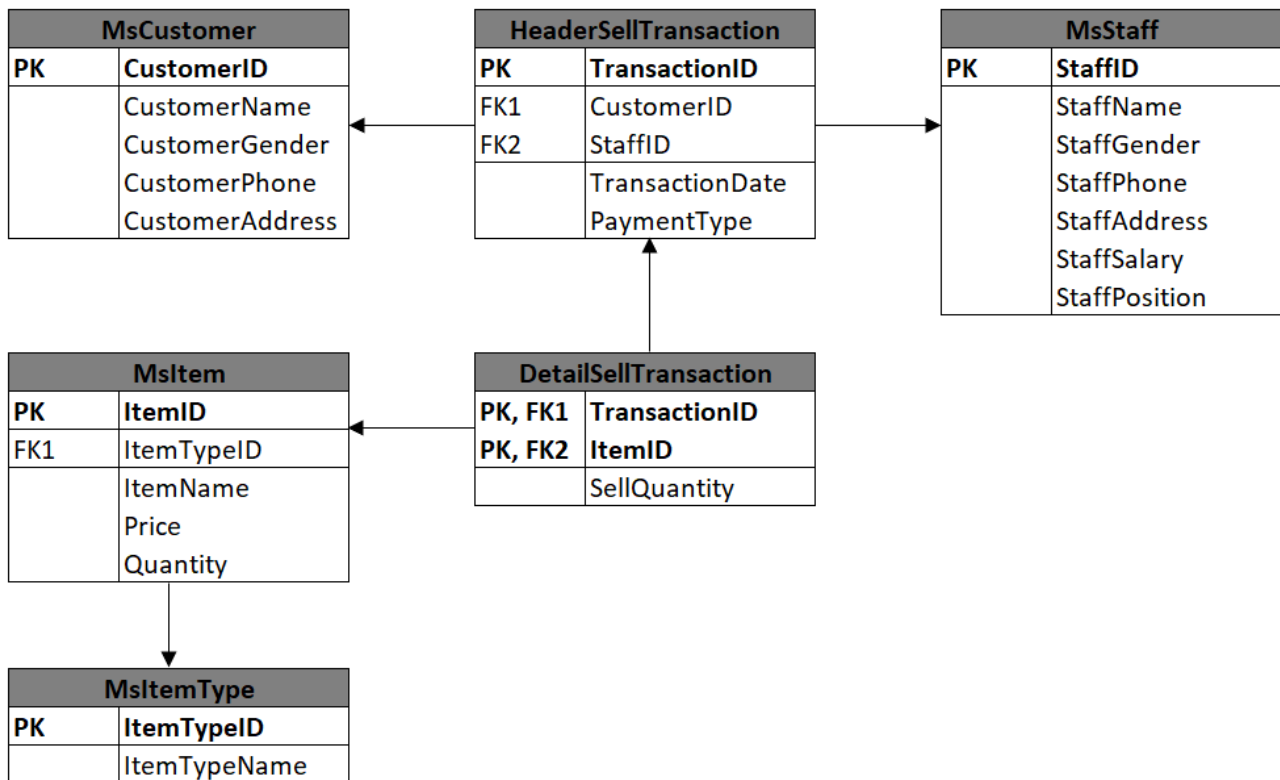 MsCustomer
PK CustomerID
CustomerName
CustomerGender
CustomerPhone
CustomerAddress
HeaderSellTransaction
PK TransactionID
FK1 CustomerID
FK2 StaffID
TransactionDate
PaymentType
MsStaff
PK StaffID
StaffName
StaffGender
StaffPhone
StaffAddress
StaffSalary
StaffPosition
MsItem
PK ItemID
FK1 ItemTypeID
ItemName
Price
Quantity
DetailSellTransaction
PK, FK1 TransactionID
PK, FK2 ItemID
SellQuantity
MsItemType
PK ItemTypeID
ItemTypeName